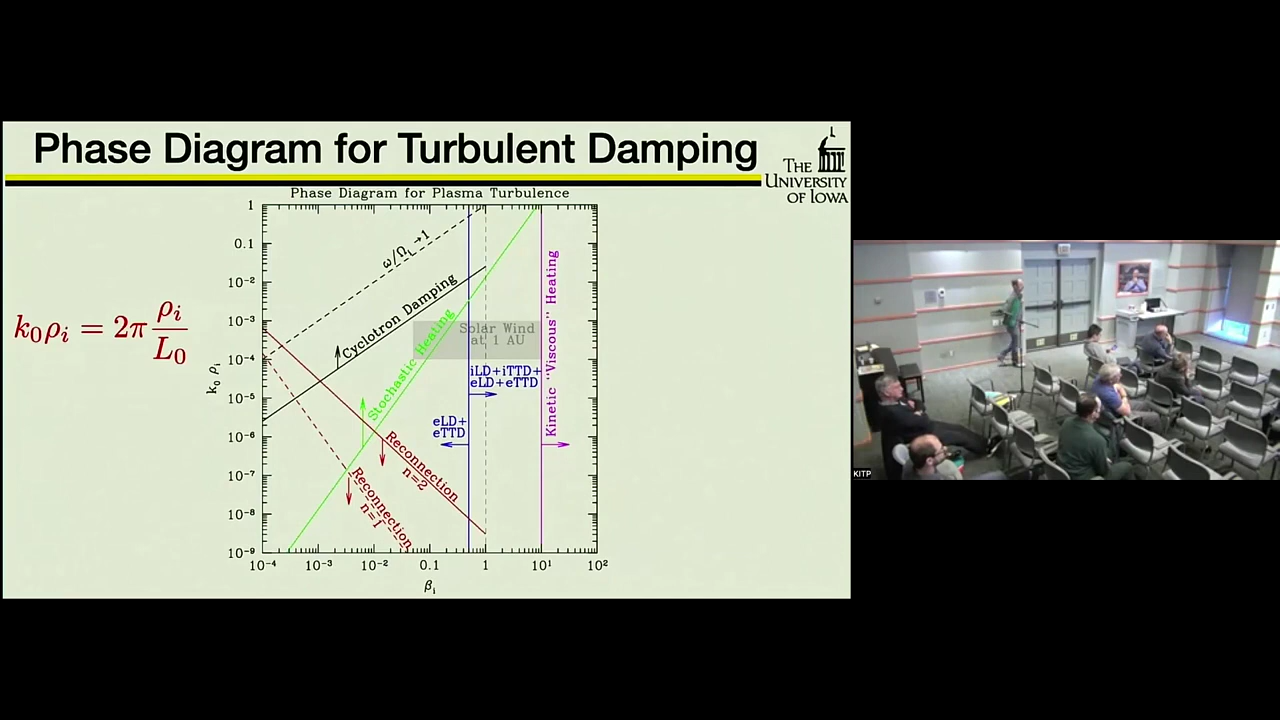 Phase Diagram for Turbulent Damping
THE
UNIVERSITY
OF IOWA
Phase Diagram for Plasma Turbulence
k₀ρᵢ = 2π ρᵢ/L₀
k₀ ρᵢ
1
0.1
10⁻²
10⁻³
10⁻⁴
10⁻⁵
10⁻⁶
10⁻⁷
10⁻⁸
10⁻⁹
ω/Ωᵢ→1
Cyclotron Damping
Stochastic Heating
Solar Wind
at 1 AU
iLD+iTTD+
eLD+eTTD
eLD+
eTTD
Kinetic "Viscous" Heating
Reconnection
n=2
Reconnection
n=1
10⁻⁴ 10⁻³ 10⁻² 0.1 1 10¹ 10²
βᵢ
KITP